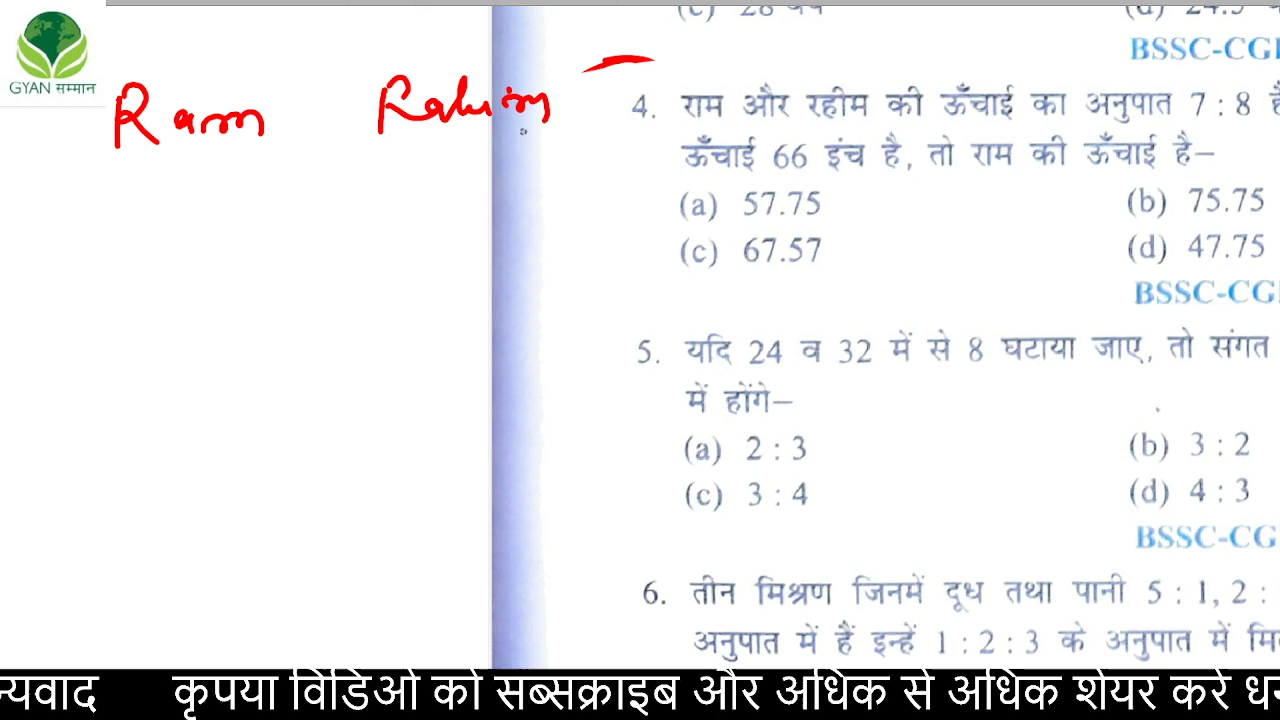 GYAN सम्मान
Ram Rahim
BSSC-CG
4. राम और रहीम की ऊँचाई का अनुपात 7 : 8
ऊँचाई 66 इंच है, तो राम की ऊँचाई है–
(a) 57.75 (b) 75.75
(c) 67.57 (d) 47.75
BSSC-CG
5. यदि 24 व 32 में से 8 घटाया जाए, तो संगत
में होंगे–
(a) 2 : 3 (b) 3 : 2
(c) 3 : 4 (d) 4 : 3
BSSC-CG
6. तीन मिश्रण जिनमें दूध तथा पानी 5 : 1, 2 :
अनुपात में हैं इन्हें 1 : 2 : 3 के अनुपात में
कृपया विडिओ को सब्सक्राइब और अधिक से अधिक शेयर करे